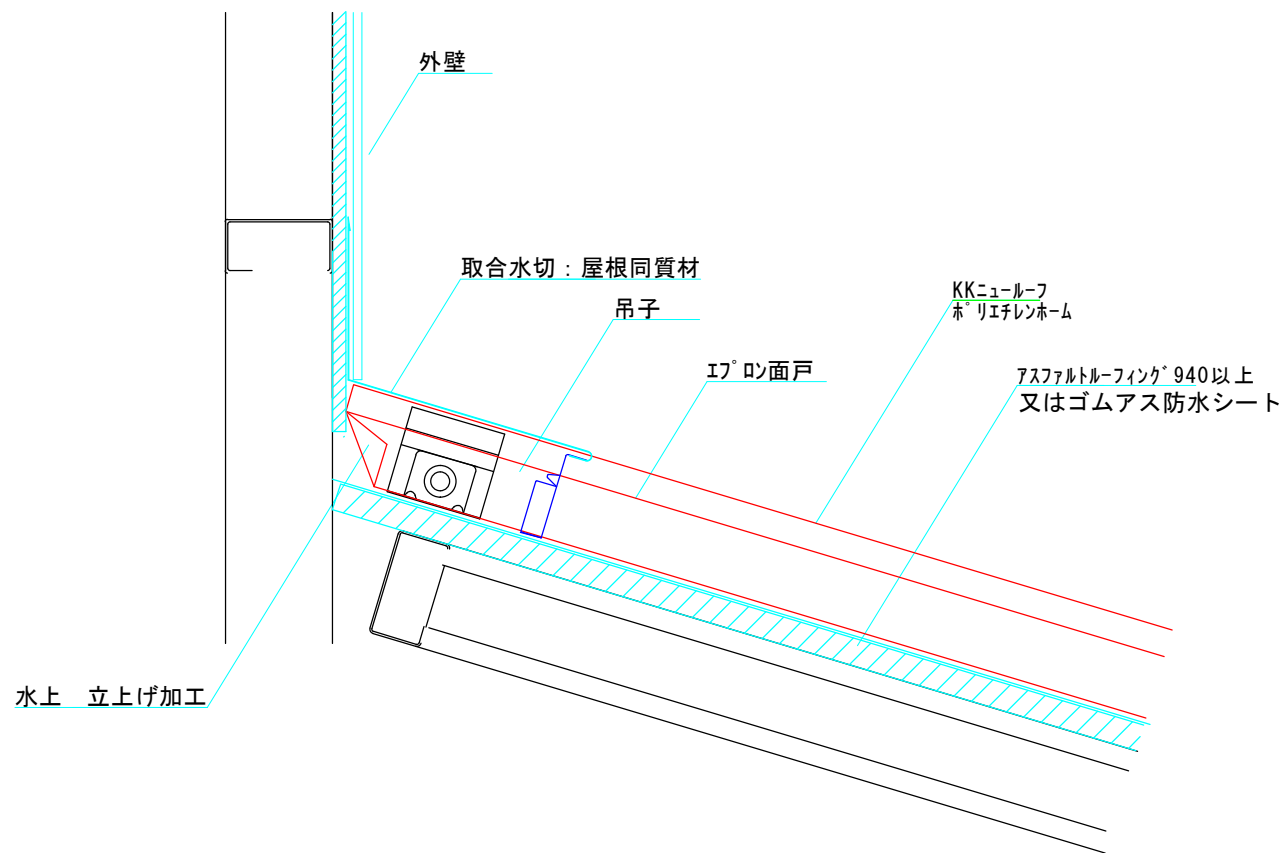 外壁
取合水切：屋根同質材
吊子
KKﾆｭｰﾙｰﾌ
ﾎﾟﾘｴﾁﾚﾝﾎｰﾑ
ｴﾌﾟﾛﾝ面戸
ｱｽﾌｧﾙﾄﾙｰﾌｨﾝｸﾞ940以上
又はゴムアス防水シート
水上　立上げ加工